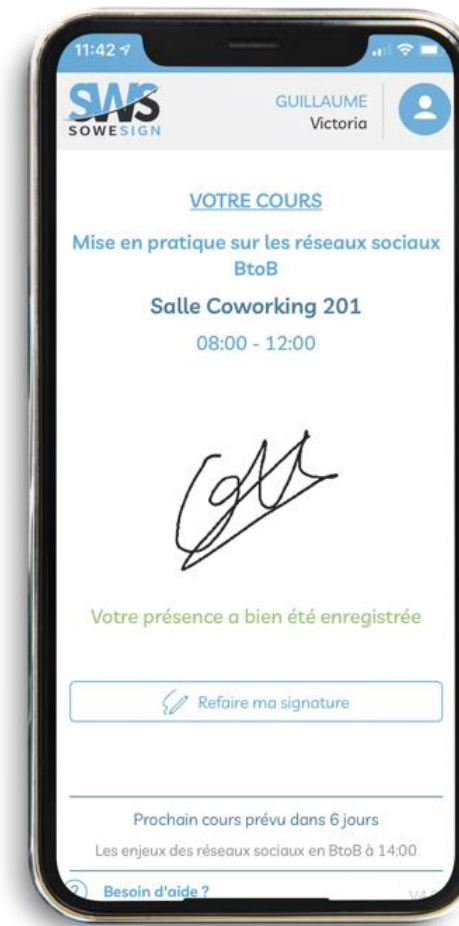 11:42
SWS
SOWESIGN
GUILLAUME
Victoria
VOTRE COURS
Mise en pratique sur les réseaux sociaux
BtoB
Salle Coworking 201
08:00 - 12:00
Votre présence a bien été enregistrée
Refaire ma signature
Prochain cours prévu dans 6 jours
Les enjeux des réseaux sociaux en BtoB à 14:00
? Besoin d'aide ?